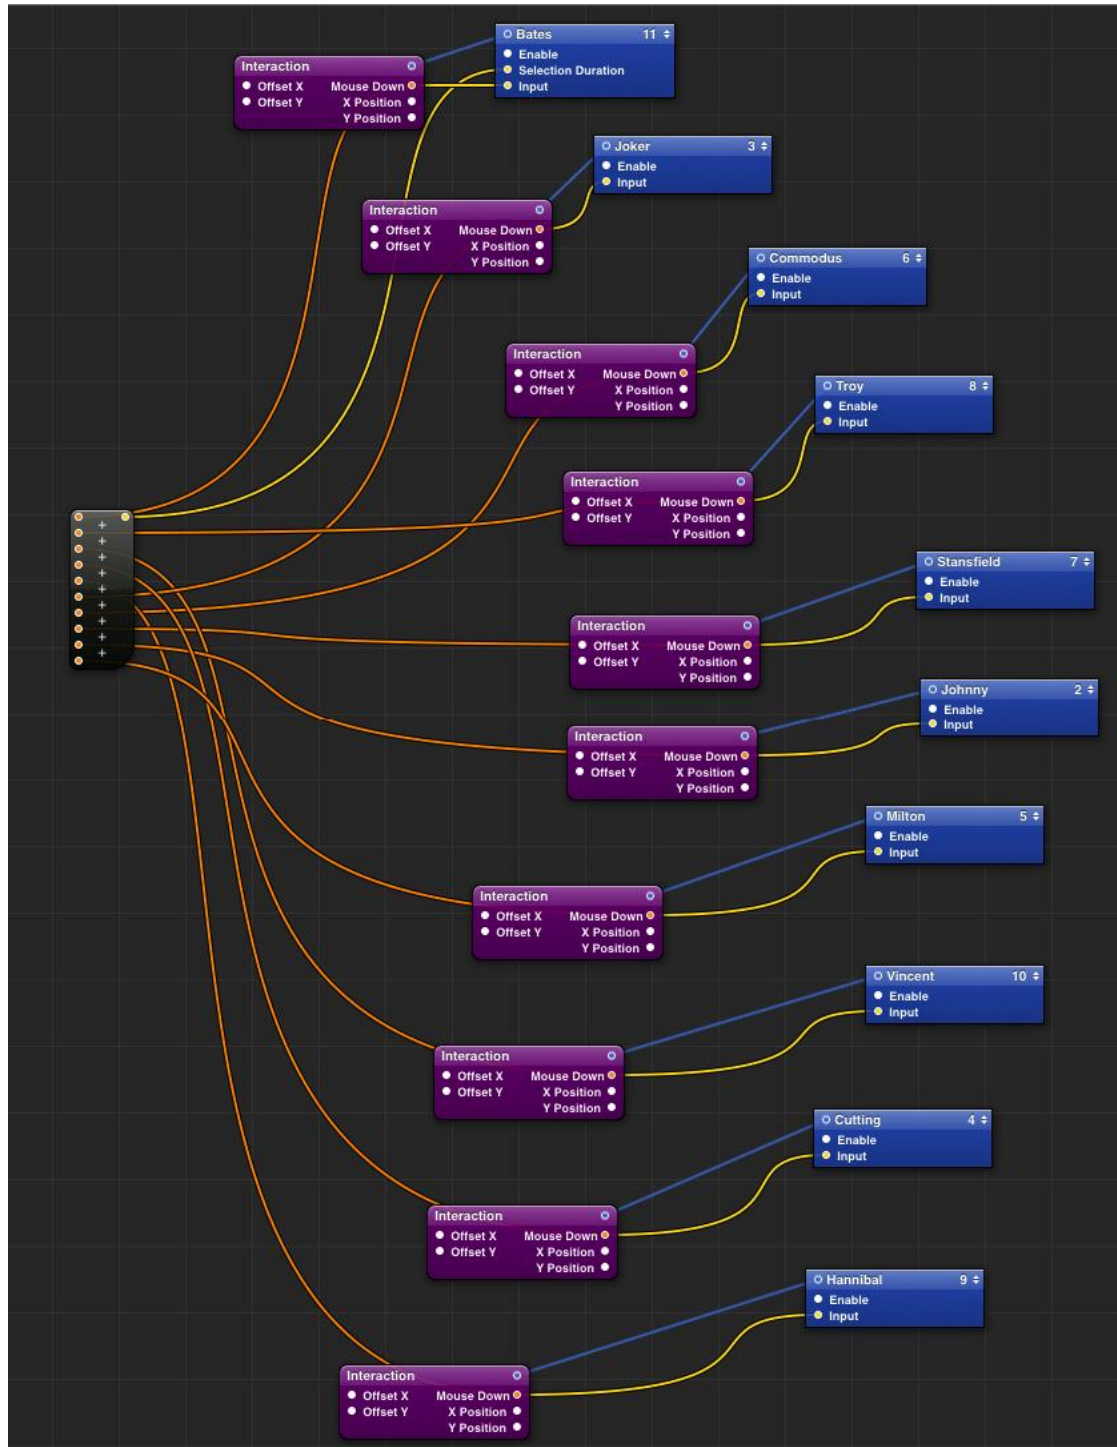 Bates 11
Enable
Selection Duration
Input
Interaction
Offset X Mouse Down
Offset Y X Position
Y Position
Joker 3
Enable
Input
Interaction
Offset X Mouse Down
Offset Y X Position
Y Position
Commodus 6
Enable
Input
Interaction
Offset X Mouse Down
Offset Y X Position
Y Position
Troy 8
Enable
Input
Interaction
Offset X Mouse Down
Offset Y X Position
Y Position
+
+
+
+
+
+
+
+
+
Stansfield 7
Enable
Input
Interaction
Offset X Mouse Down
Offset Y X Position
Y Position
Johnny 2
Enable
Input
Interaction
Offset X Mouse Down
Offset Y X Position
Y Position
Milton 5
Enable
Input
Interaction
Offset X Mouse Down
Offset Y X Position
Y Position
Vincent 10
Enable
Input
Interaction
Offset X Mouse Down
Offset Y X Position
Y Position
Cutting 4
Enable
Input
Interaction
Offset X Mouse Down
Offset Y X Position
Y Position
Hannibal 9
Enable
Input
Interaction
Offset X Mouse Down
Offset Y X Position
Y Position